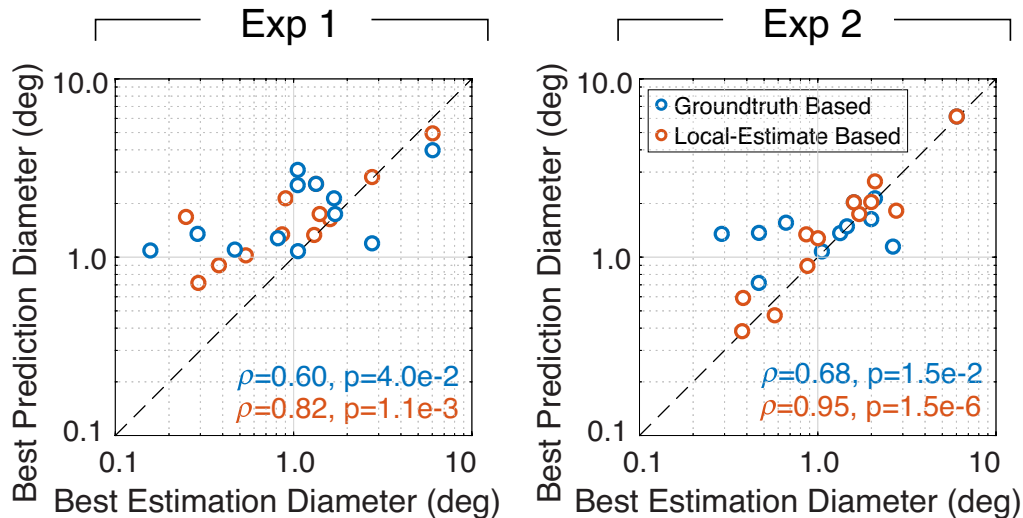 Exp 1
Best Prediction Diameter (deg)
10.0
1.0
0.1
ρ=0.60, p=4.0e-2
ρ=0.82, p=1.1e-3
0.1 1.0 10
Best Estimation Diameter (deg)
Exp 2
Best Prediction Diameter (deg)
10.0
1.0
0.1
Groundtruth Based
Local-Estimate Based
ρ=0.68, p=1.5e-2
ρ=0.95, p=1.5e-6
0.1 1.0 10
Best Estimation Diameter (deg)